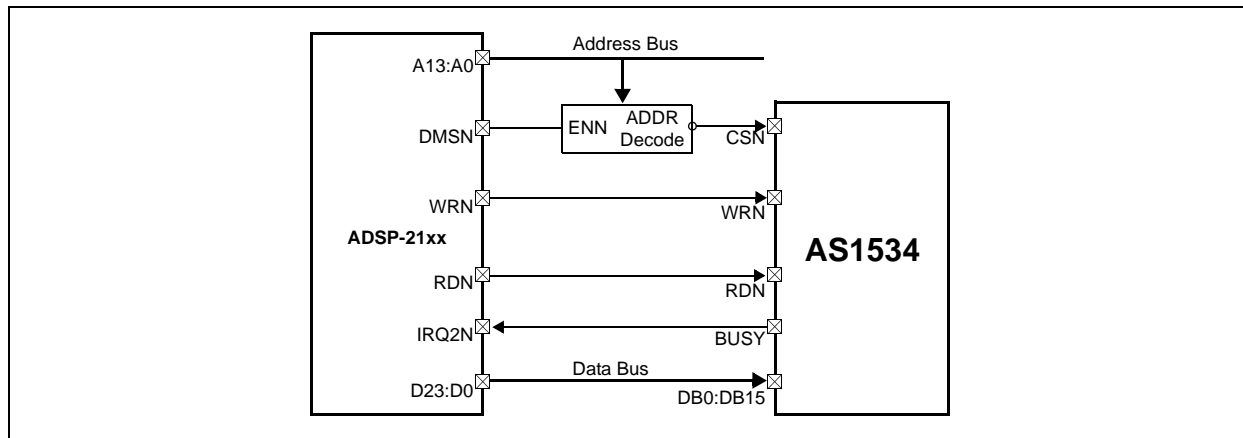 Address Bus
A13:A0
ENN ADDR
Decode
DMSN
CSN
WRN
WRN
ADSP-21xx
AS1534
RDN
RDN
IRQ2N
BUSY
Data Bus
D23:D0
DB0:DB15